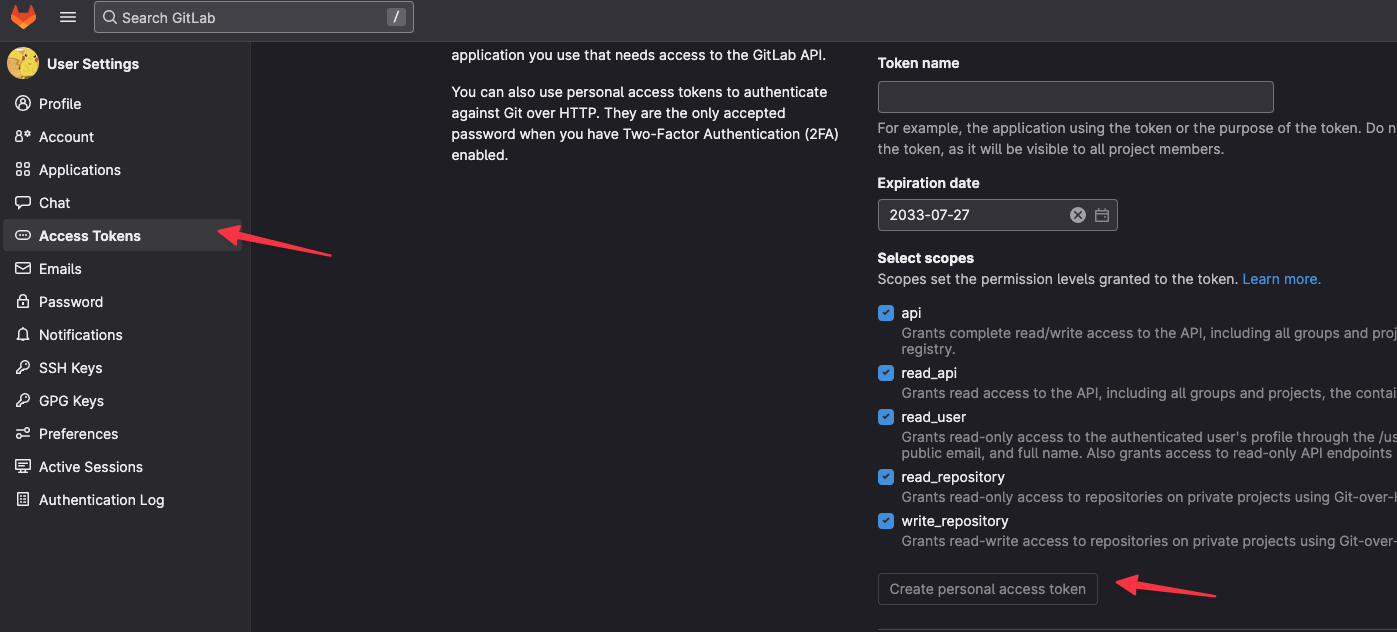 Search GitLab
/
User Settings
Profile
Account
Applications
Chat
Access Tokens
Emails
Password
Notifications
SSH Keys
GPG Keys
Preferences
Active Sessions
Authentication Log
application you use that needs access to the GitLab API.
You can also use personal access tokens to authenticate
against Git over HTTP. They are the only accepted
password when you have Two-Factor Authentication (2FA)
enabled.
Token name
For example, the application using the token or the purpose of the token. Do n
the token, as it will be visible to all project members.
Expiration date
2033-07-27
Select scopes
Scopes set the permission levels granted to the token. Learn more.
api
Grants complete read/write access to the API, including all groups and proj
registry.
read_api
Grants read access to the API, including all groups and projects, the contai
read_user
Grants read-only access to the authenticated user's profile through the /us
public email, and full name. Also grants access to read-only API endpoints
read_repository
Grants read-only access to repositories on private projects using Git-over-
write_repository
Grants read-write access to repositories on private projects using Git-over-
Create personal access token